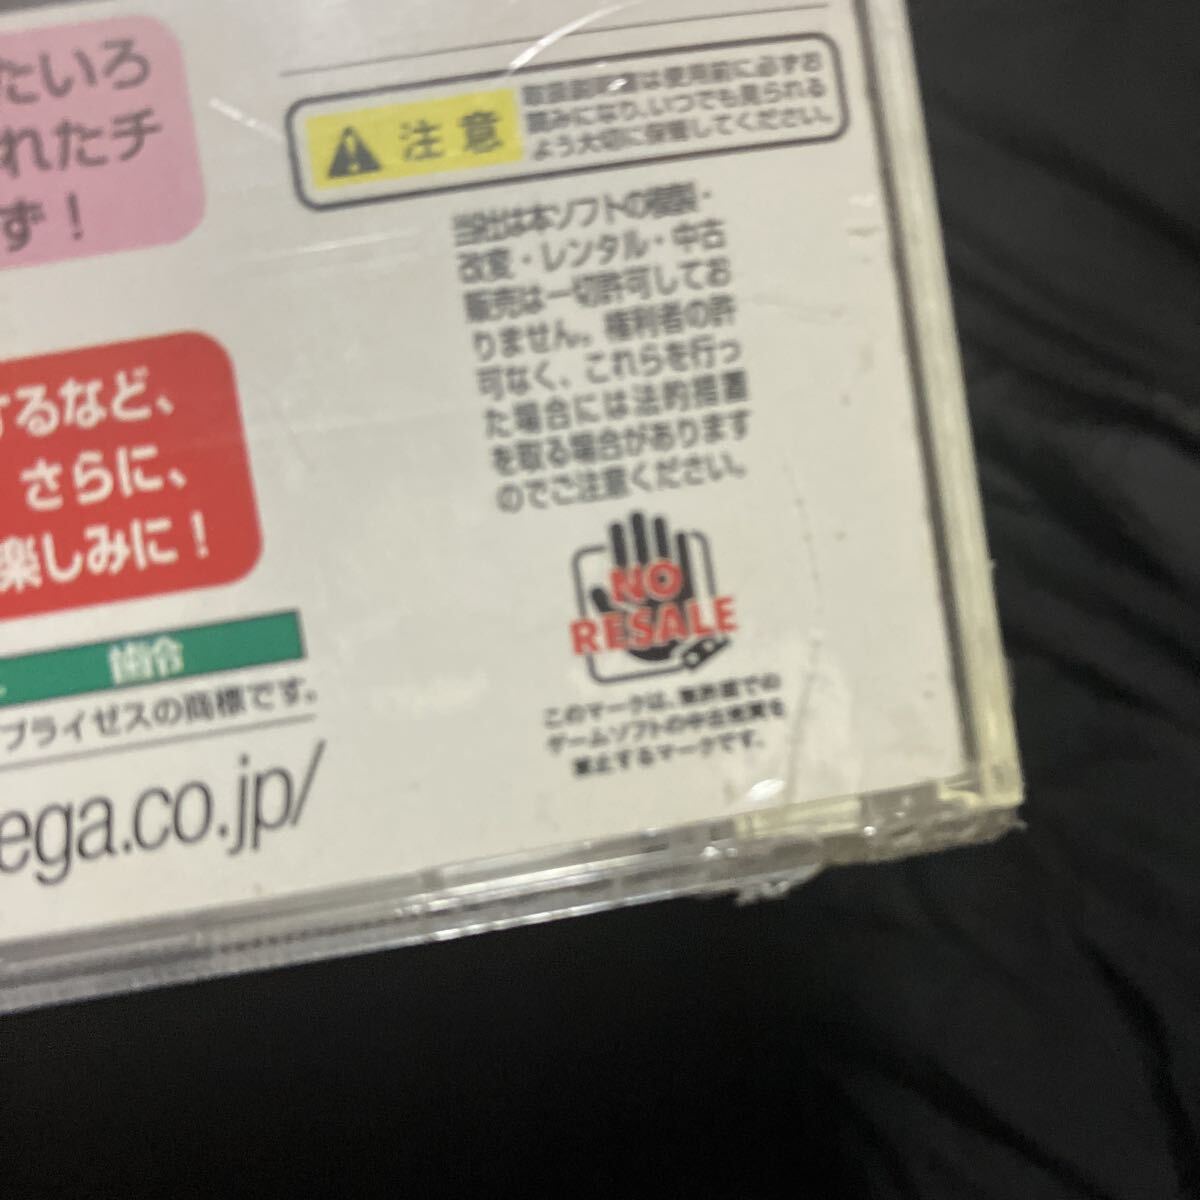 たいろ
れたチ
ず！
注意
取扱説明書は使用前に必ずお
読みになり、いつでも見られる
よう大切に保管してください。
当社は本ソフトの複製・
改変・レンタル・中古
販売は一切許可してお
りません。権利者の許
可なく、これらを行っ
た場合には法的措置
を取る場合があります
のでご注意ください。
するなど、
さらに、
楽しみに！
NO
RESALE
このマークは、無許諾での
ゲームソフトの中古売買を
禁止するマークです。
プライゼスの商標です。
ega.co.jp/